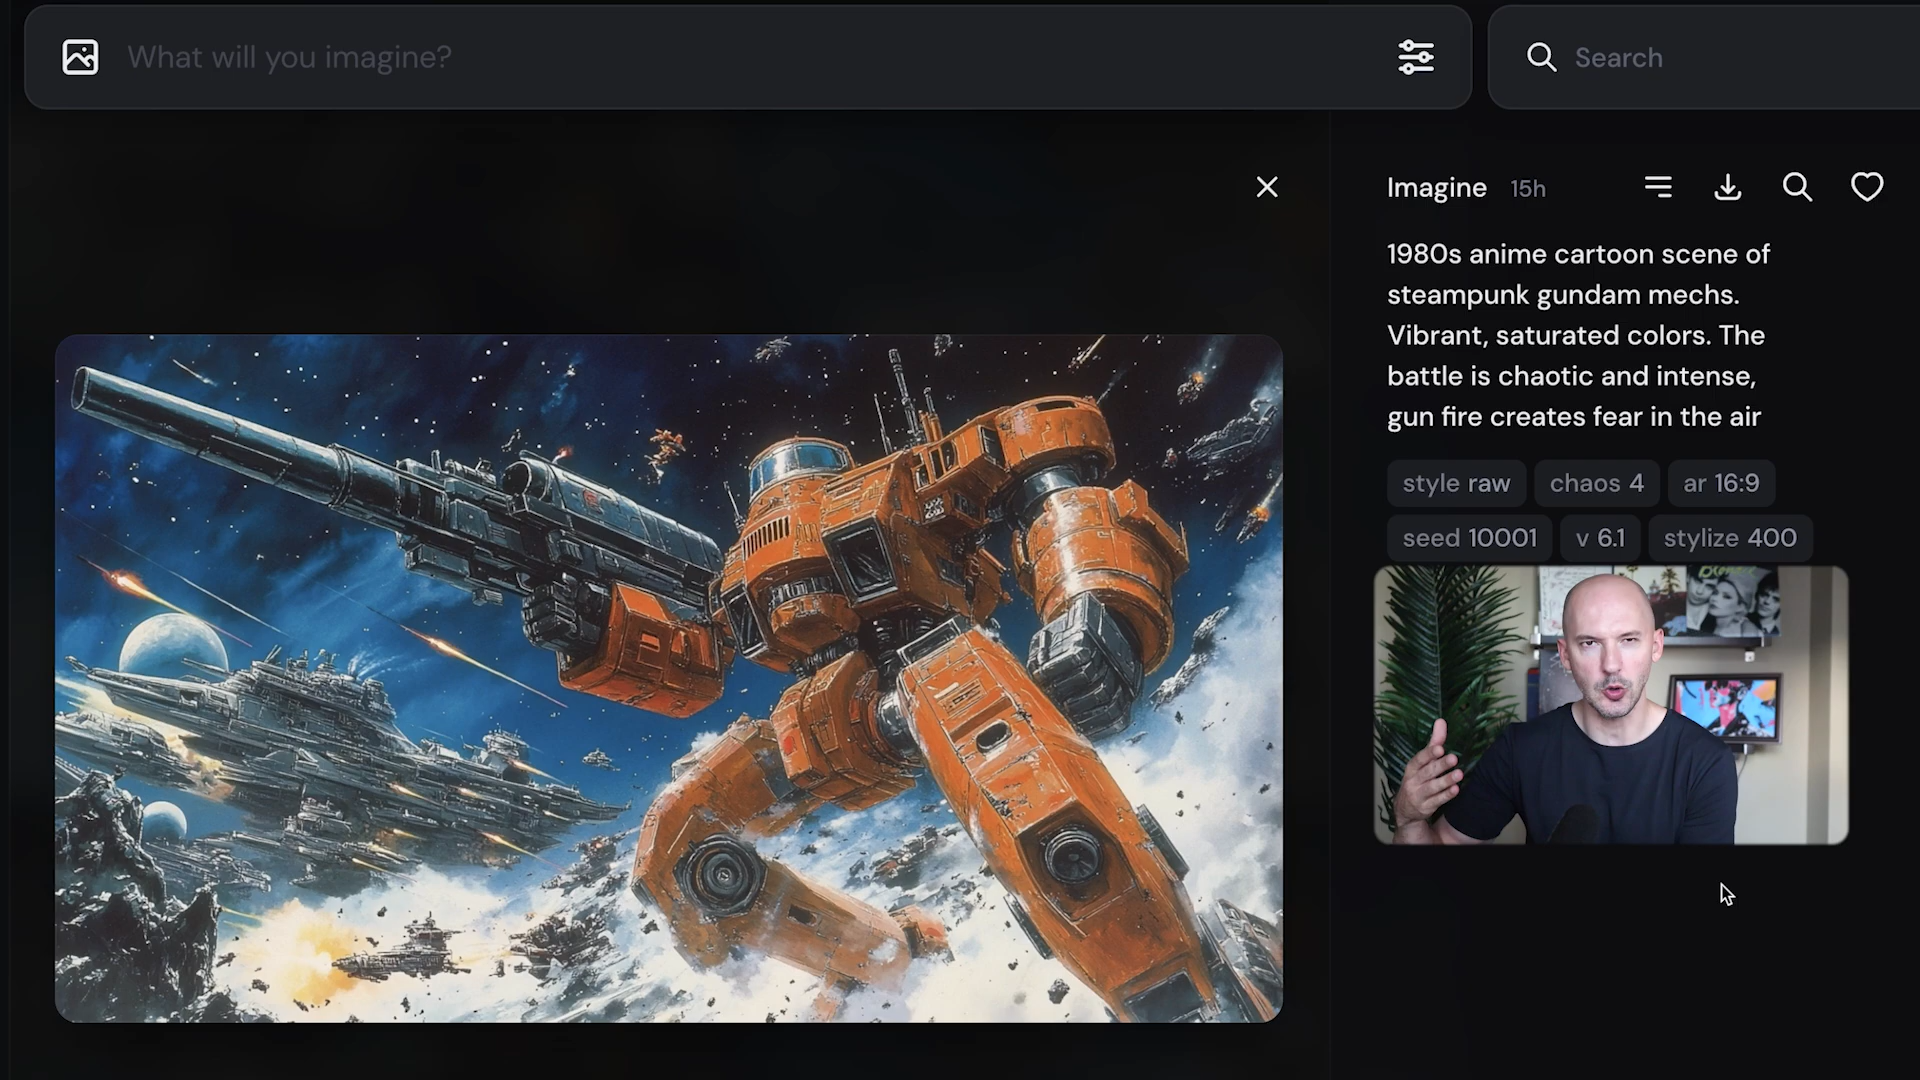 What will you imagine?
Search
Imagine 15h
1980s anime cartoon scene of
steampunk gundam mechs.
Vibrant, saturated colors. The
battle is chaotic and intense,
gun fire creates fear in the air
style raw chaos 4 ar 16:9
seed 10001 v 6.1 stylize 400
Blondie